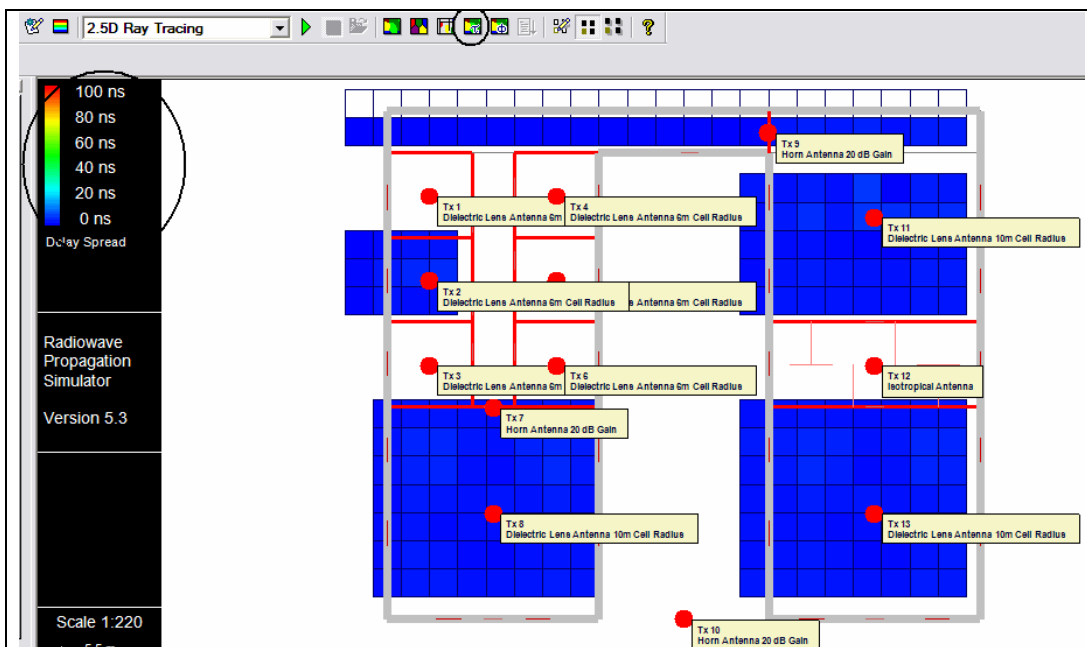 2.5D Ray Tracing
100 ns
80 ns
60 ns
40 ns
20 ns
0 ns
Delay Spread
Radiowave
Propagation
Simulator
Version 5.3
Scale 1:220
Tx 9
Horn Antenna 20 dB Gain
Tx 1
Dielectric Lens Antenna 6m
Tx 4
Dielectric Lens Antenna 6m Cell Radius
Tx 11
Dielectric Lens Antenna 10m Cell Radius
Tx 2
Dielectric Lens Antenna 6m Cell Radius
s Antenna 6m Cell Radius
Tx 3
Dielectric Lens Antenna 6m
Tx 6
Dielectric Lens Antenna 6m Cell Radius
Tx 12
Isotropical Antenna
Tx 7
Horn Antenna 20 dB Gain
Tx 8
Dielectric Lens Antenna 10m Cell Radius
Tx 13
Dielectric Lens Antenna 10m Cell Radius
Tx 10
Horn Antenna 20 dB Gain